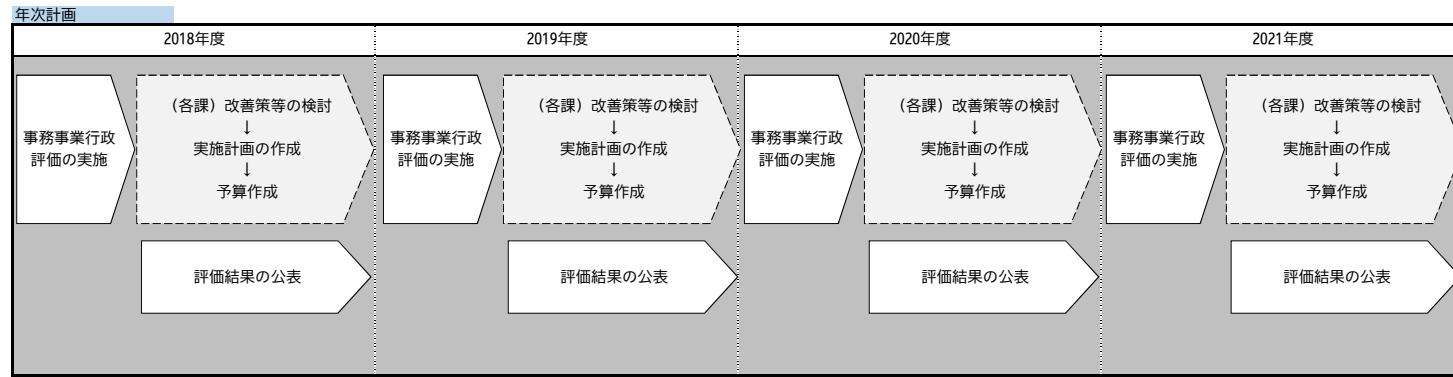 年次計画
2018年度
2019年度
2020年度
2021年度
事務事業行政
評価の実施
(各課)改善策等の検討
↓
実施計画の作成
↓
予算作成
評価結果の公表
事務事業行政
評価の実施
(各課)改善策等の検討
↓
実施計画の作成
↓
予算作成
評価結果の公表
事務事業行政
評価の実施
(各課)改善策等の検討
↓
実施計画の作成
↓
予算作成
評価結果の公表
事務事業行政
評価の実施
(各課)改善策等の検討
↓
実施計画の作成
↓
予算作成
評価結果の公表